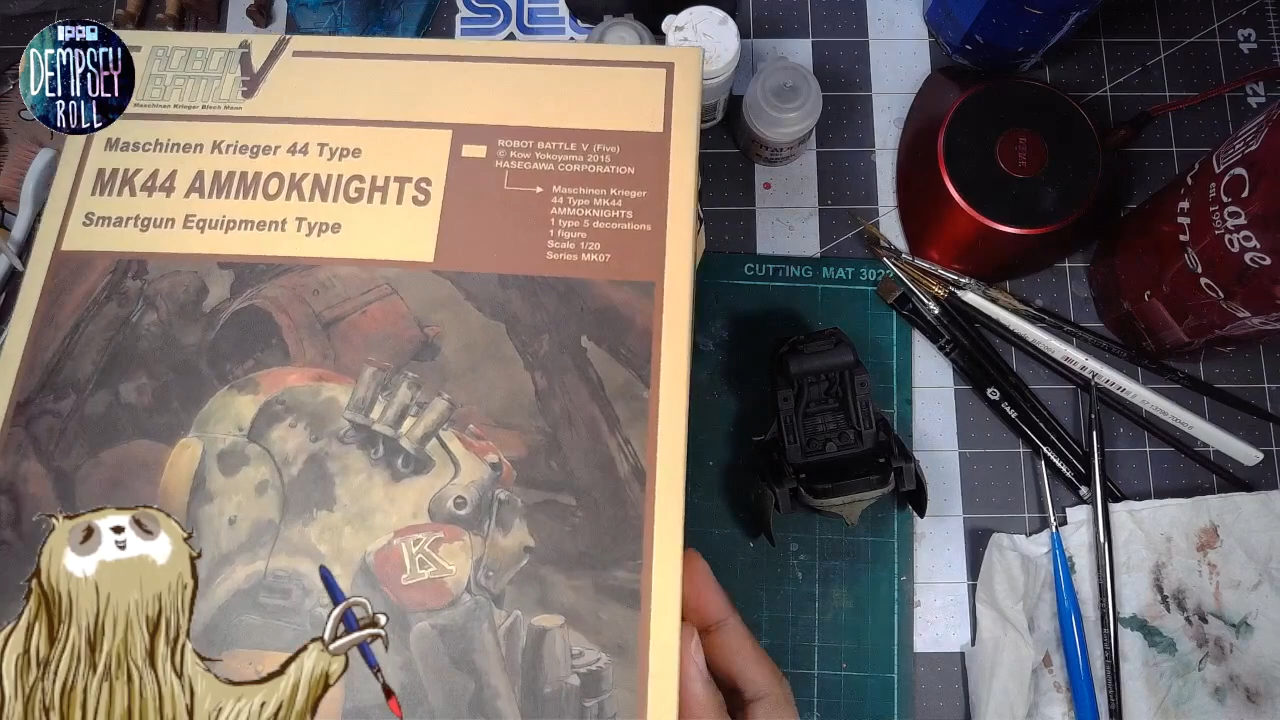 DEMPSEY
ROLL
ROBOT
BATTLE V
Maschinen Krieger Blech Mann
Maschinen Krieger 44 Type
MK44 AMMOKNIGHTS
Smartgun Equipment Type
ROBOT BATTLE V (Five)
© Kow Yokoyama 2015
HASEGAWA CORPORATION
Maschinen Krieger
44 Type MK44
AMMOKNIGHTS
1 type 5 decorations
1 figure
Scale 1/20
Series MK07
K
CUTTING MAT 302
13
12
Cage
est. 1991